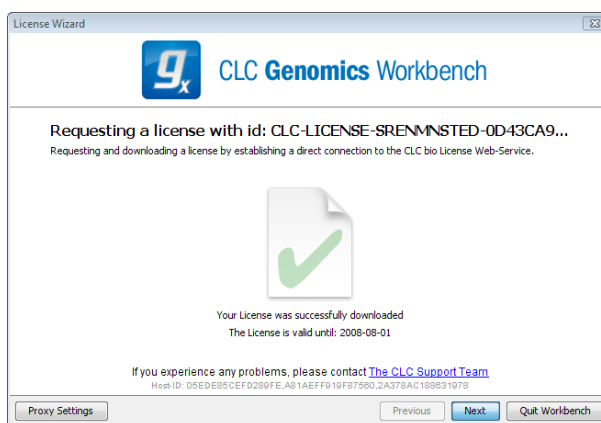 License Wizard
gx CLC Genomics Workbench
Requesting a license with id: CLC-LICENSE-SRENMNSTED-0D43CA9...
Requesting and downloading a license by establishing a direct connection to the CLC bio License Web-Service.
Your License was successfully downloaded
The License is valid until: 2008-08-01
If you experience any problems, please contact The CLC Support Team
Host-ID: D5EDE85CEFD289FE,A81AEFF919F87560,2A378AC188631978
Proxy Settings Previous Next Quit Workbench